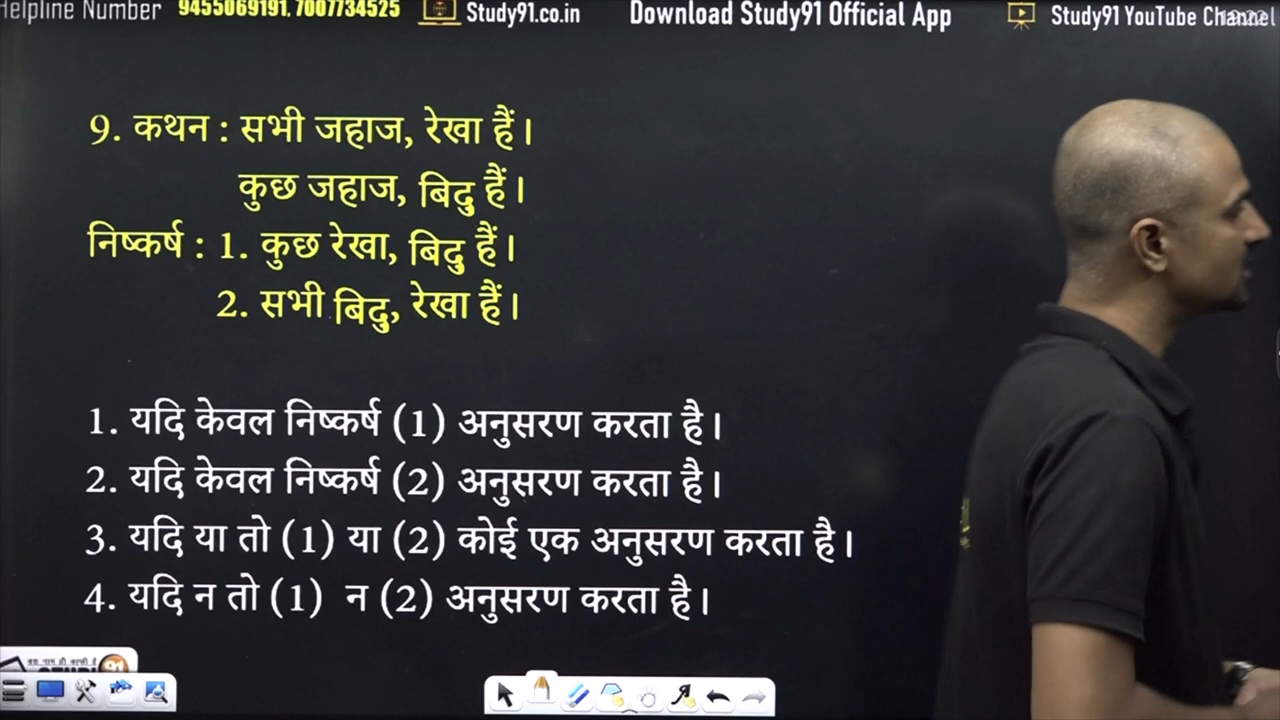 Helpline Number 9455069191, 7007734525 Study91.co.in Download Study91 Official App Study91 YouTube Channel
9. कथन : सभी जहाज, रेखा हैं।
कुछ जहाज, बिदु हैं।
निष्कर्ष : 1. कुछ रेखा, बिदु हैं।
2. सभी बिदु, रेखा हैं।
1. यदि केवल निष्कर्ष (1) अनुसरण करता है।
2. यदि केवल निष्कर्ष (2) अनुसरण करता है।
3. यदि या तो (1) या (2) कोई एक अनुसरण करता है।
4. यदि न तो (1) न (2) अनुसरण करता है।
91